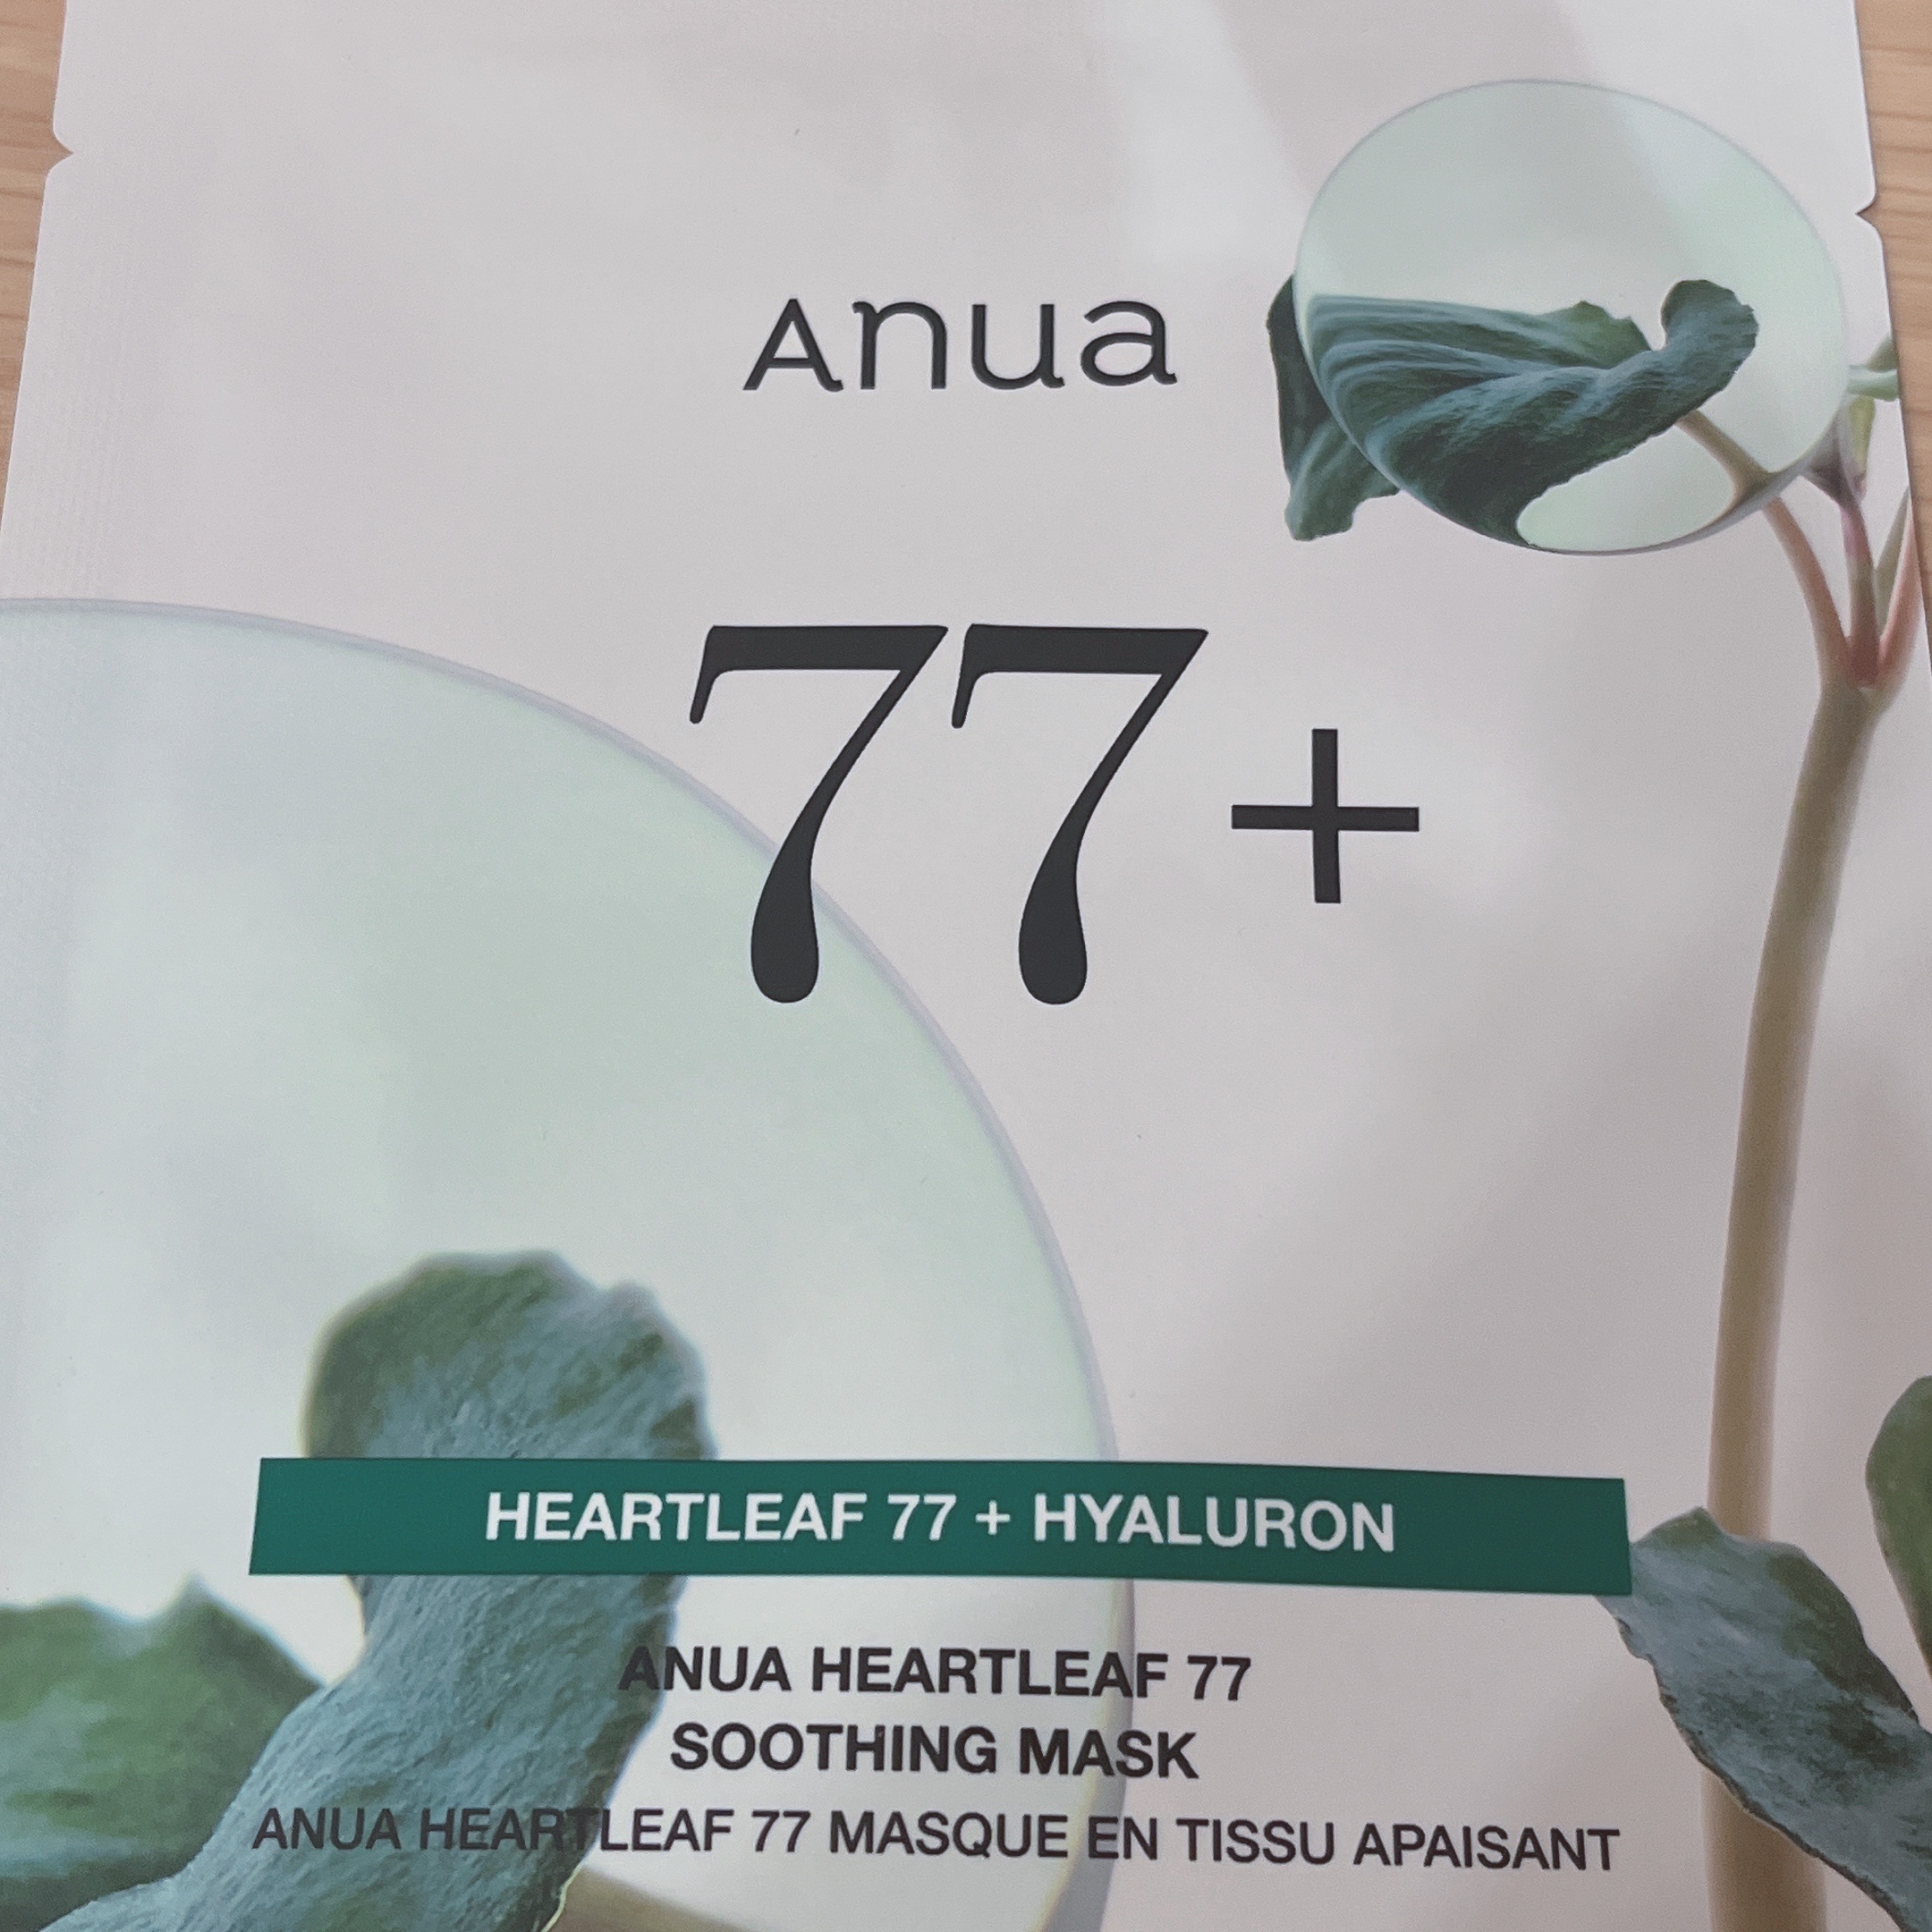 Anua
77+
HEARTLEAF 77 + HYALURON
ANUA HEARTLEAF 77
SOOTHING MASK
ANUA HEARTLEAF 77 MASQUE EN TISSU APAISANT